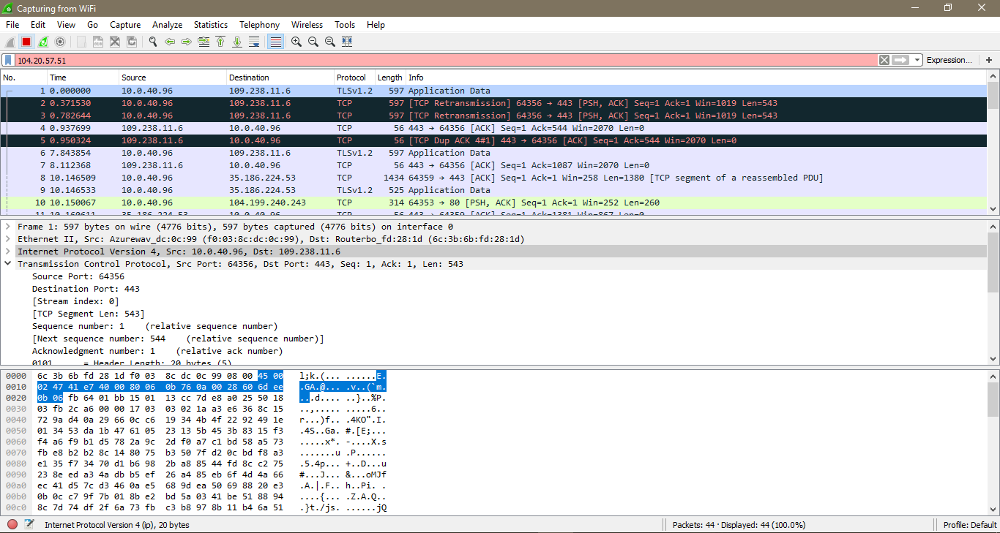 Capturing from WiFi
File Edit View Go Capture Analyze Statistics Telephony Wireless Tools Help
104.20.57.51 Expression... +
No. Time Source Destination Protocol Length Info
1 0.000000 10.0.40.96 109.238.11.6 TLSv1.2 597 Application Data
2 0.371530 10.0.40.96 109.238.11.6 TCP 597 [TCP Retransmission] 64356 → 443 [PSH, ACK] Seq=1 Ack=1 Win=1019 Len=543
3 0.782644 10.0.40.96 109.238.11.6 TCP 597 [TCP Retransmission] 64356 → 443 [PSH, ACK] Seq=1 Ack=1 Win=1019 Len=543
4 0.937699 109.238.11.6 10.0.40.96 TCP 56 443 → 64356 [ACK] Seq=1 Ack=544 Win=2070 Len=0
5 0.950324 109.238.11.6 10.0.40.96 TCP 56 [TCP Dup ACK 4#1] 443 → 64356 [ACK] Seq=1 Ack=544 Win=2070 Len=0
6 7.843854 10.0.40.96 109.238.11.6 TLSv1.2 597 Application Data
7 8.112368 109.238.11.6 10.0.40.96 TCP 56 443 → 64356 [ACK] Seq=1 Ack=1087 Win=2070 Len=0
8 10.146509 10.0.40.96 35.186.224.53 TCP 1434 64359 → 443 [ACK] Seq=1 Ack=1 Win=258 Len=1380 [TCP segment of a reassembled PDU]
9 10.146533 10.0.40.96 35.186.224.53 TLSv1.2 525 Application Data
10 10.150067 10.0.40.96 104.199.240.243 TCP 314 64353 → 80 [PSH, ACK] Seq=1 Ack=1 Win=252 Len=260
11 10.160611 35.186.224.53 10.0.40.96 TCP 56 443 → 64359 [ACK] Seq=1 Ack=1381 Win=867 Len=0
Frame 1: 597 bytes on wire (4776 bits), 597 bytes captured (4776 bits) on interface 0
Ethernet II, Src: Azurewav_dc:0c:99 (f0:03:8c:dc:0c:99), Dst: Routerbo_fd:28:1d (6c:3b:6b:fd:28:1d)
Internet Protocol Version 4, Src: 10.0.40.96, Dst: 109.238.11.6
Transmission Control Protocol, Src Port: 64356, Dst Port: 443, Seq: 1, Ack: 1, Len: 543
Source Port: 64356
Destination Port: 443
[Stream index: 0]
[TCP Segment Len: 543]
Sequence number: 1 (relative sequence number)
[Next sequence number: 544 (relative sequence number)]
Acknowledgment number: 1 (relative ack number)
0101 .... = Header Length: 20 bytes (5)
0000 6c 3b 6b fd 28 1d f0 03 8c dc 0c 99 08 00 45 00 l;k.(... ......E.
0010 02 47 41 e7 40 00 80 06 0b 76 0a 00 28 60 6d ee .GA.@... .v..(`m.
0020 0b 06 fb 64 01 bb 15 01 13 cc 7d e8 a0 25 50 18 ...d.... ..}..%P.
0030 03 fb 2c a6 00 00 17 03 03 02 1a a3 e6 36 8c 15 ..,..... .....6..
0040 72 9a d4 0a 29 66 0c c6 19 34 4b 4f 22 92 49 1e r...)f.. .4KO".I.
0050 01 34 53 da 1b 47 61 05 23 13 5b 45 3b 83 15 f3 .4S..Ga. #.[E;...
0060 f4 a6 f9 b1 d5 78 2a 9c 2d f0 a7 c1 bd 58 a5 73 .....x*. -....X.s
0070 fb e8 b2 b2 8c 14 80 75 b3 50 7f d2 0c bd f8 a3 .......u .P......
0080 e1 35 f7 34 70 d1 b6 98 2b a8 85 44 fd 8c c2 75 .5.4p... +..D...u
0090 23 8e ed a3 4a db b5 ef 26 a4 85 eb 6f 4d 4a 66 #...J... &...oMJf
00a0 ec 41 d5 7c d3 46 0a e5 68 9d ea 50 69 88 20 e3 .A.|.F.. h..Pi. .
00b0 0b 0c c7 9f 7b 01 8b e2 bd 5a 03 41 be 51 88 94 ....{... .Z.A.Q..
00c0 8c 7d 74 df 2f 6a 73 fb c3 b8 97 8b 11 b4 6a 51 .}t./js. ......jQ
Internet Protocol Version 4 (ip), 20 bytes Packets: 44 · Displayed: 44 (100.0%) Profile: Default